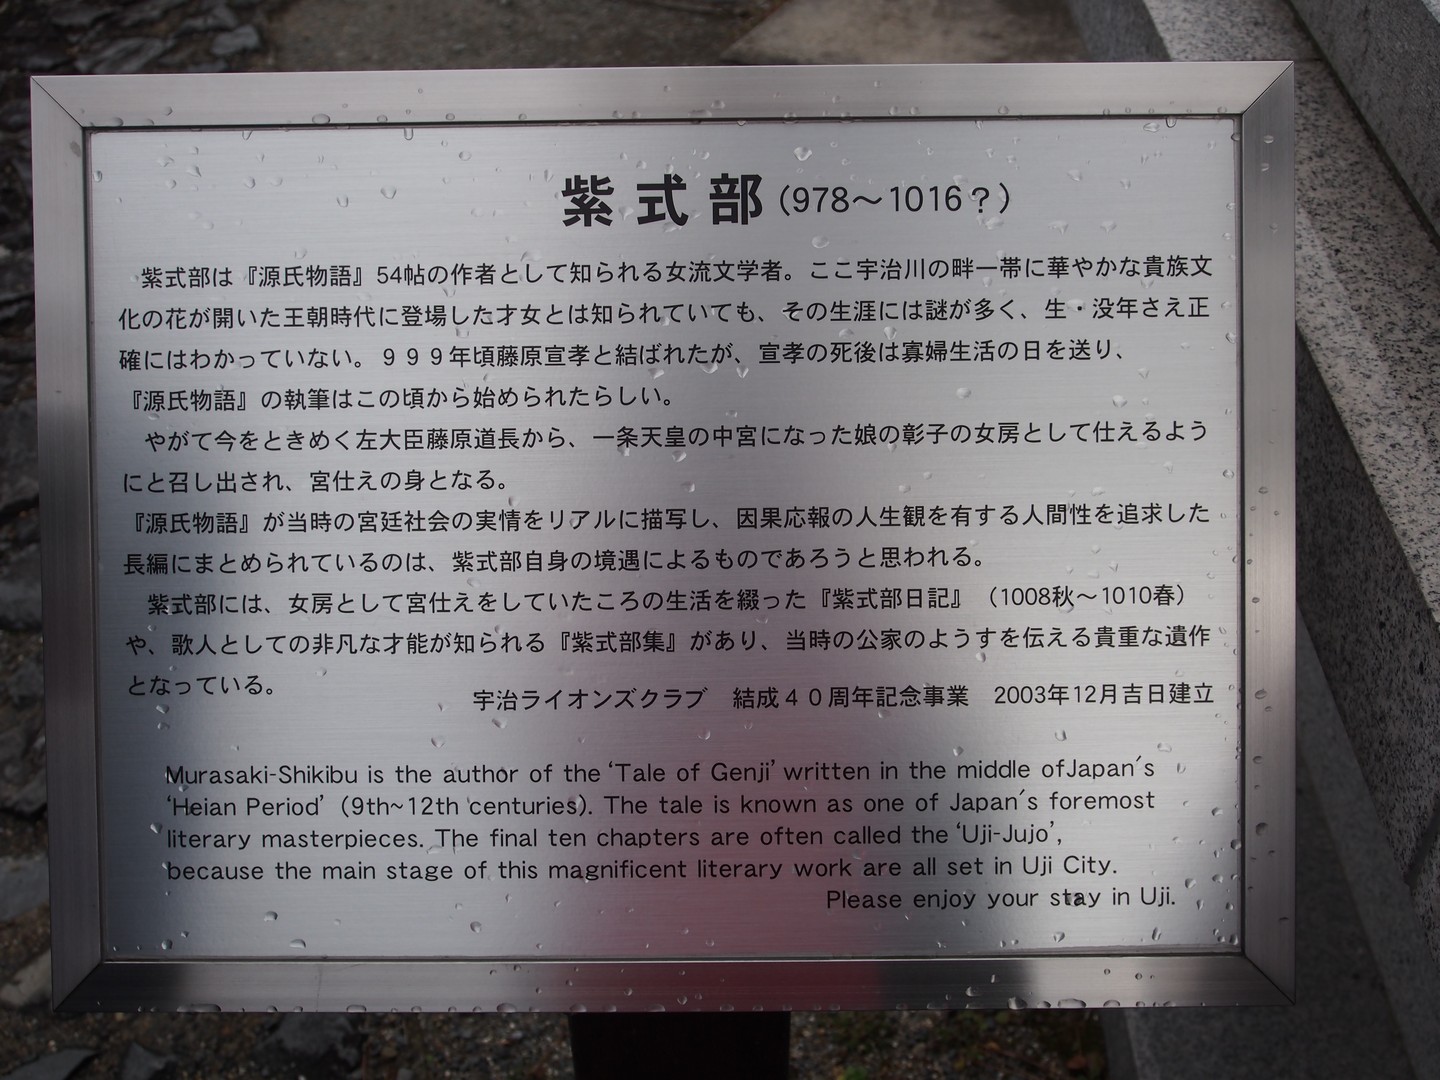 紫式部(978〜1016？)
紫式部は『源氏物語』54帖の作者として知られる女流文学者。ここ宇治川の畔一帯に華やかな貴族文
化の花が開いた王朝時代に登場した才女とは知られていても、その生涯には謎が多く、生・没年さえ正
確にはわかっていない。９９９年頃藤原宣孝と結ばれたが、宣孝の死後は寡婦生活の日を送り、
『源氏物語』の執筆はこの頃から始められたらしい。
やがて今をときめく左大臣藤原道長から、一条天皇の中宮になった娘の彰子の女房として仕えるよう
にと召し出され、宮仕えの身となる。
『源氏物語』が当時の宮廷社会の実情をリアルに描写し、因果応報の人生観を有する人間性を追求した
長編にまとめられているのは、紫式部自身の境遇によるものであろうと思われる。
紫式部には、女房として宮仕えをしていたころの生活を綴った『紫式部日記』（1008秋〜1010春）
や、歌人としての非凡な才能が知られる『紫式部集』があり、当時の公家のようすを伝える貴重な遺作
となっている。
宇治ライオンズクラブ　結成４０周年記念事業　2003年12月吉日建立
Murasaki-Shikibu is the author of the ‘Tale of Genji’ written in the middle ofJapan´s
‘Heian Period’ (9th~12th centuries). The tale is known as one of Japan´s foremost
literary masterpieces. The final ten chapters are often called the ‘Uji-Jujo’,
because the main stage of this magnificent literary work are all set in Uji City.
Please enjoy your stay in Uji.